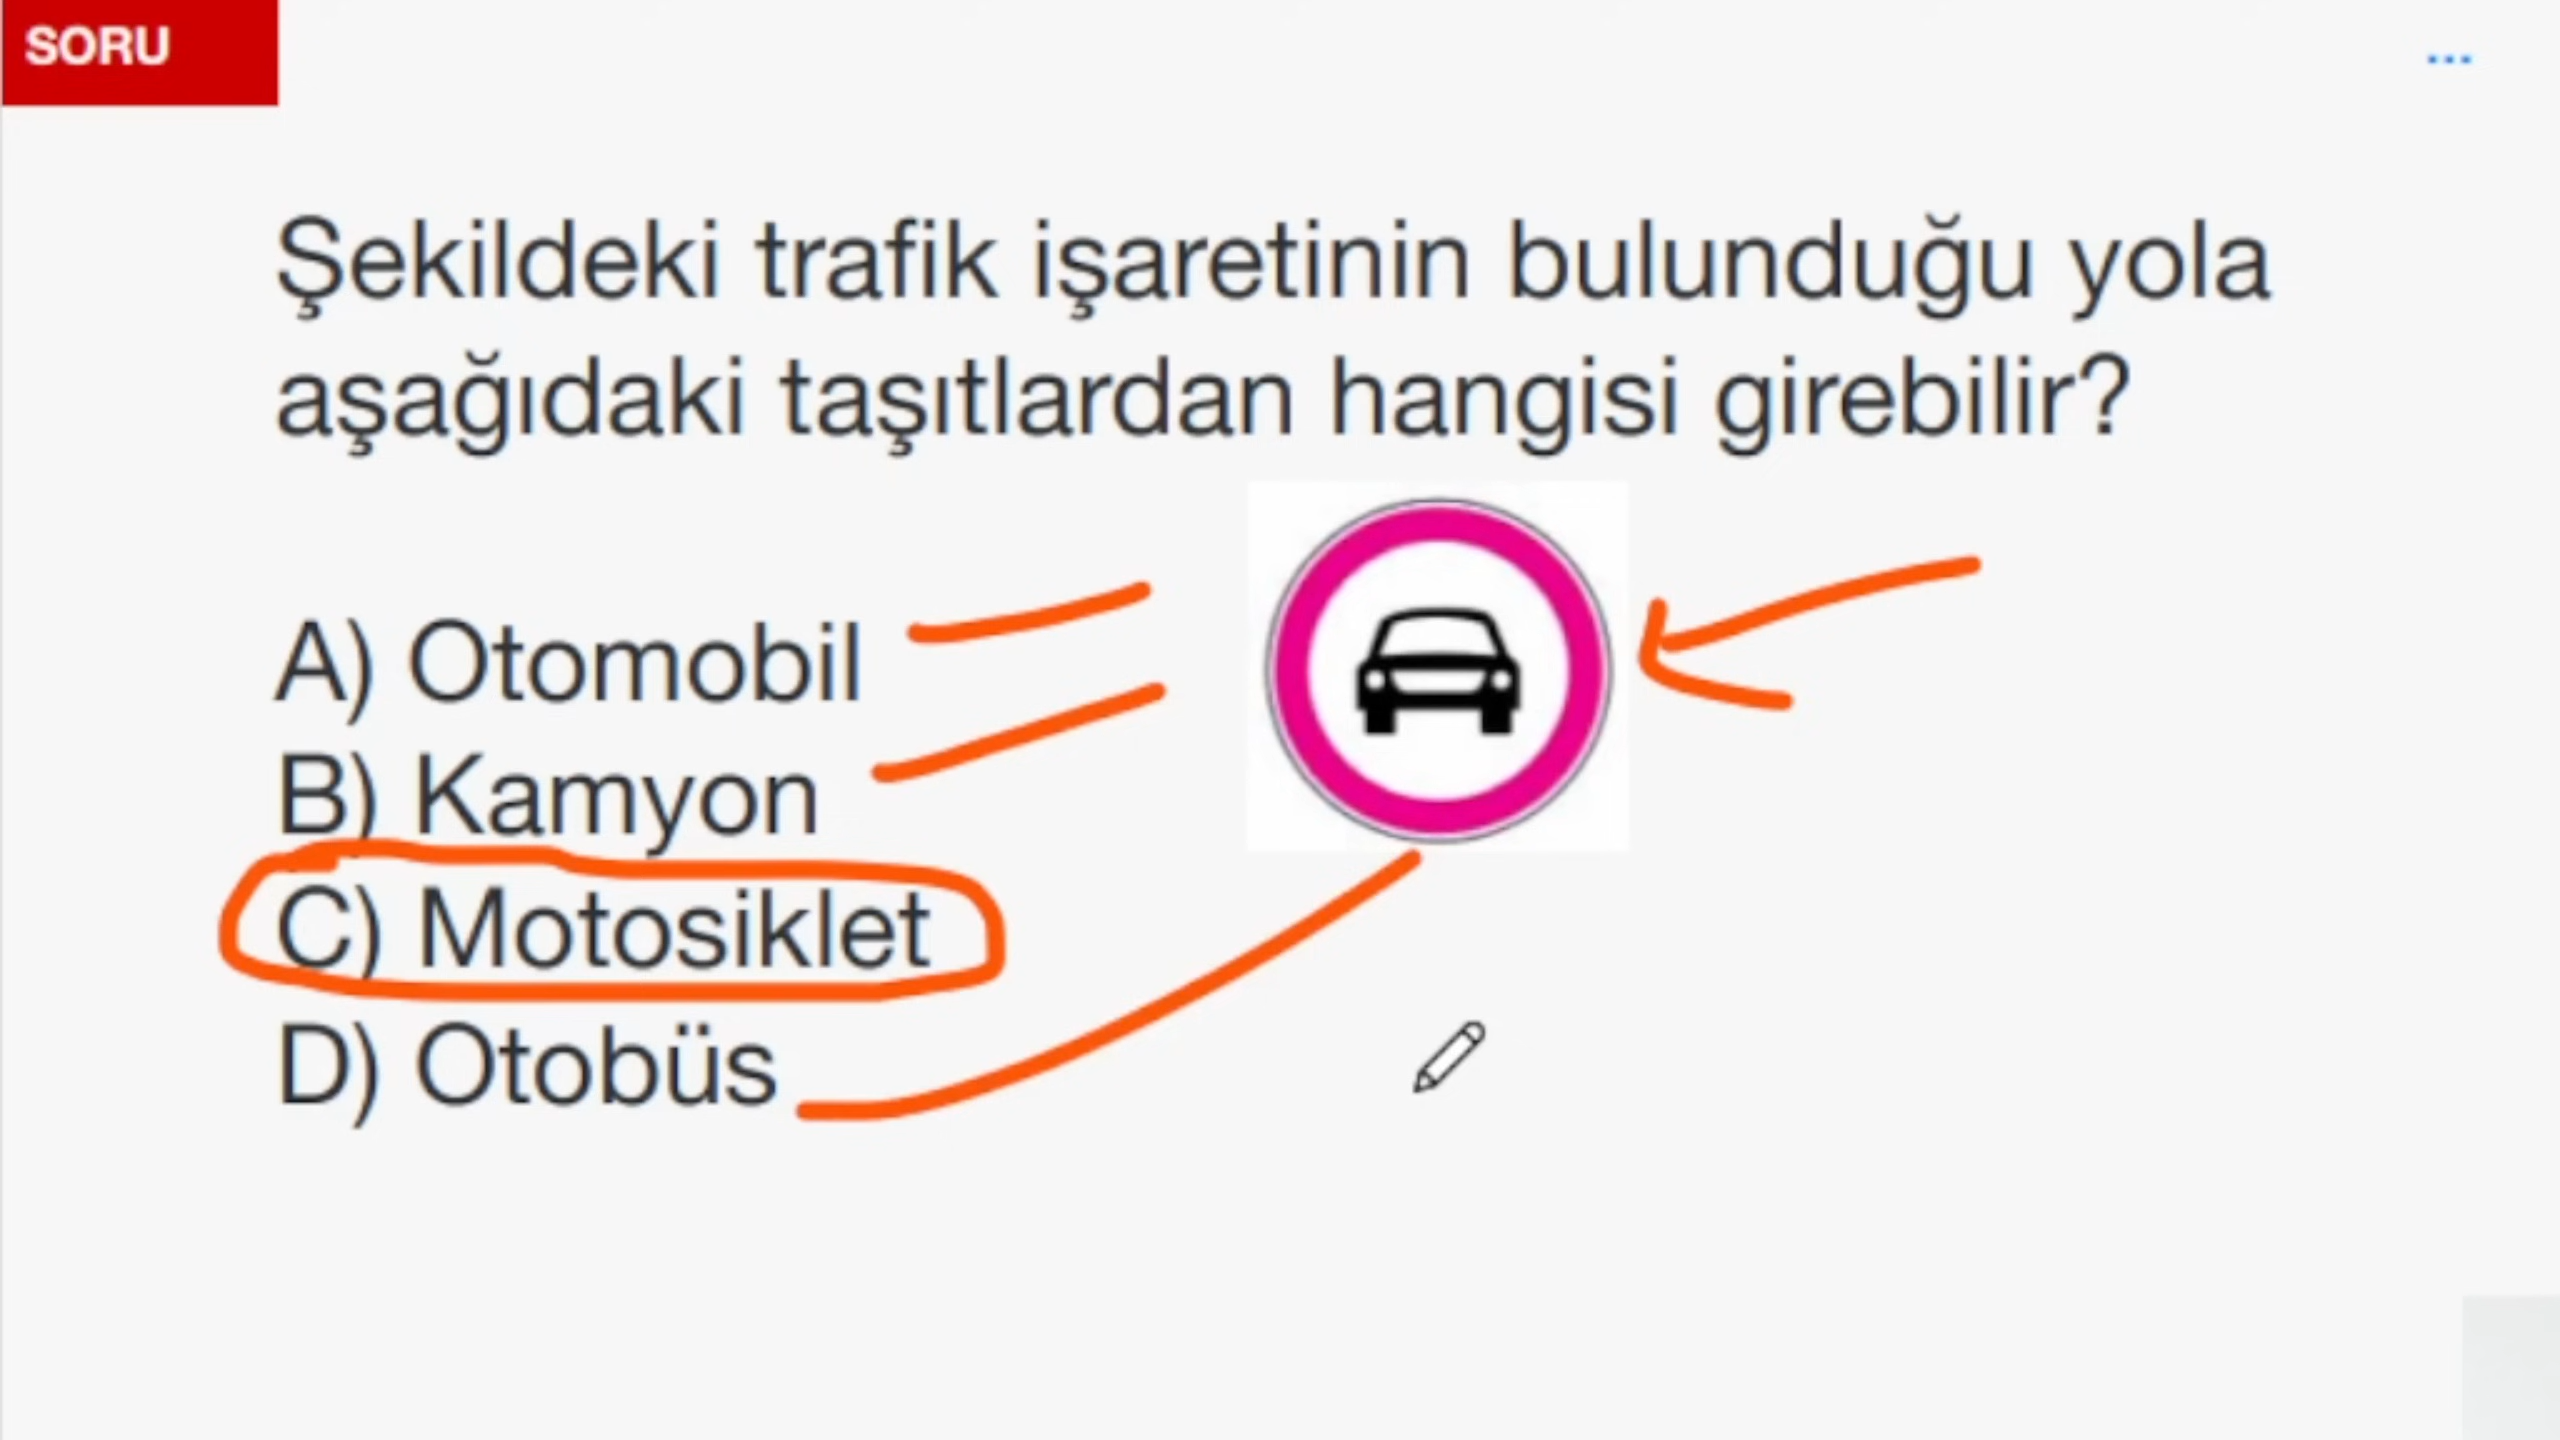 SORU
Şekildeki trafik işaretinin bulunduğu yola
aşağıdaki taşıtlardan hangisi girebilir?
A) Otomobil
B) Kamyon
C) Motosiklet
D) Otobüs